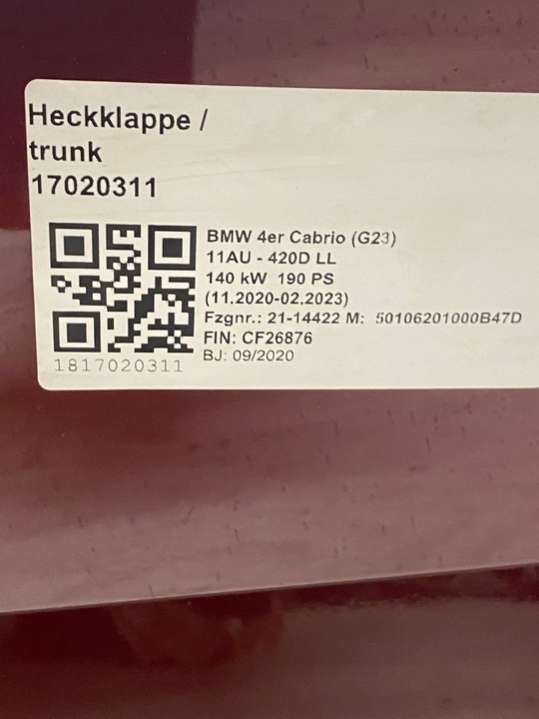 Heckklappe /
trunk
17020311
BMW 4er Cabrio (G23)
11AU - 420D LL
140 kW 190 PS
(11.2020-02.2023)
Fzgnr.: 21-14422 M: 50106201000B47D
FIN: CF26876
BJ: 09/2020
1817020311